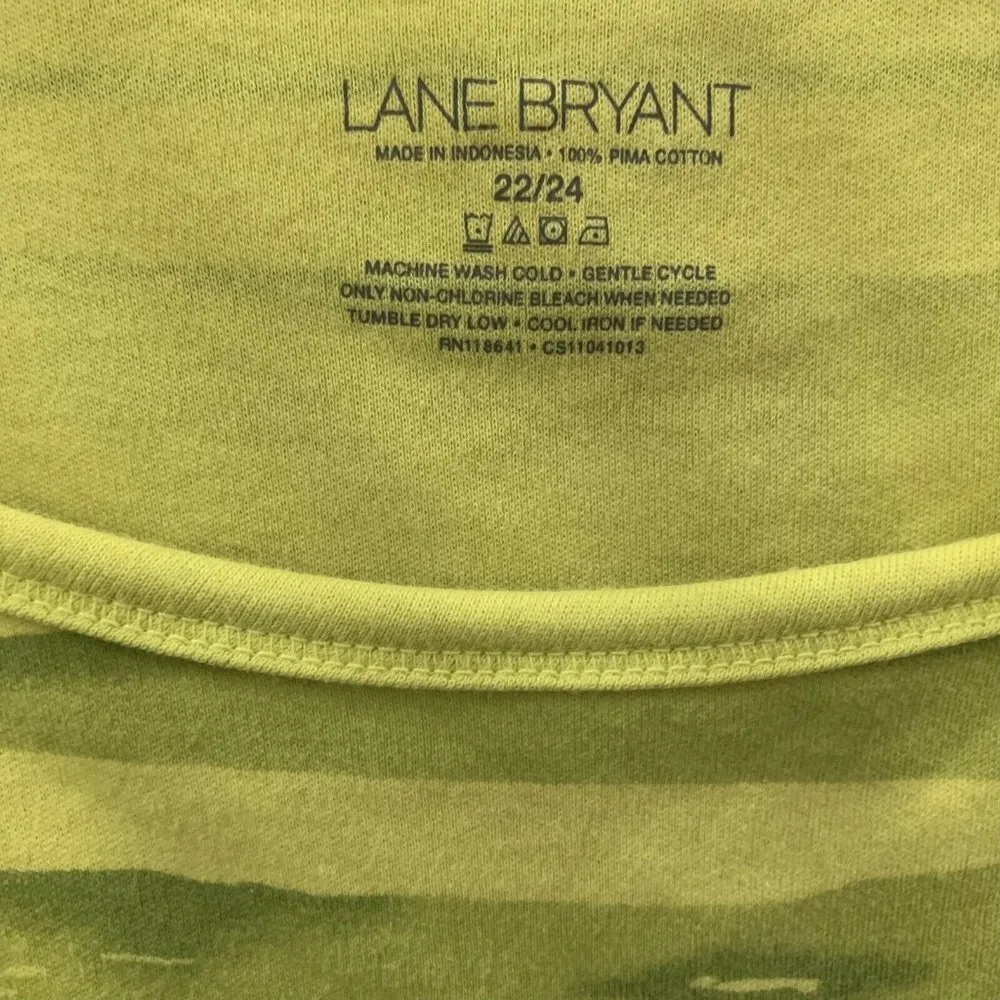 LANE BRYANT
MADE IN INDONESIA • 100% PIMA COTTON
22/24
MACHINE WASH COLD • GENTLE CYCLE
ONLY NON-CHLORINE BLEACH WHEN NEEDED
TUMBLE DRY LOW • COOL IRON IF NEEDED
RN118641 • CS11041013